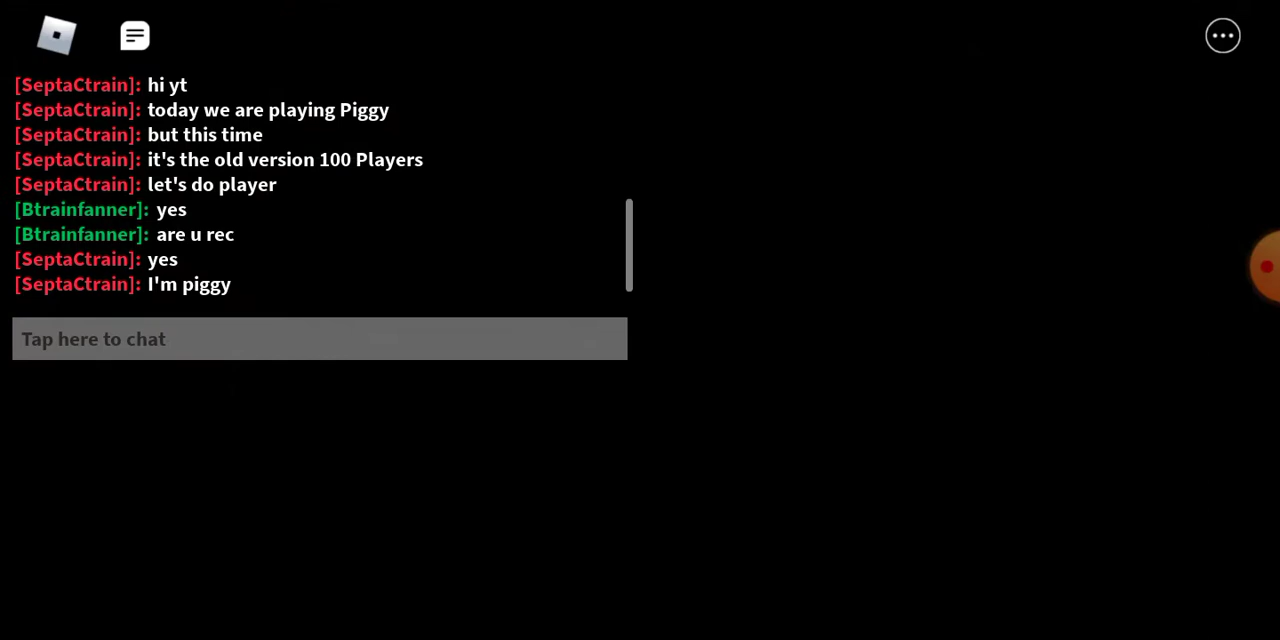 [SeptaCtrain]: hi yt
[SeptaCtrain]: today we are playing Piggy
[SeptaCtrain]: but this time
[SeptaCtrain]: it's the old version 100 Players
[SeptaCtrain]: let's do player
[Btrainfanner]: yes
[Btrainfanner]: are u rec
[SeptaCtrain]: yes
[SeptaCtrain]: I'm piggy
Tap here to chat